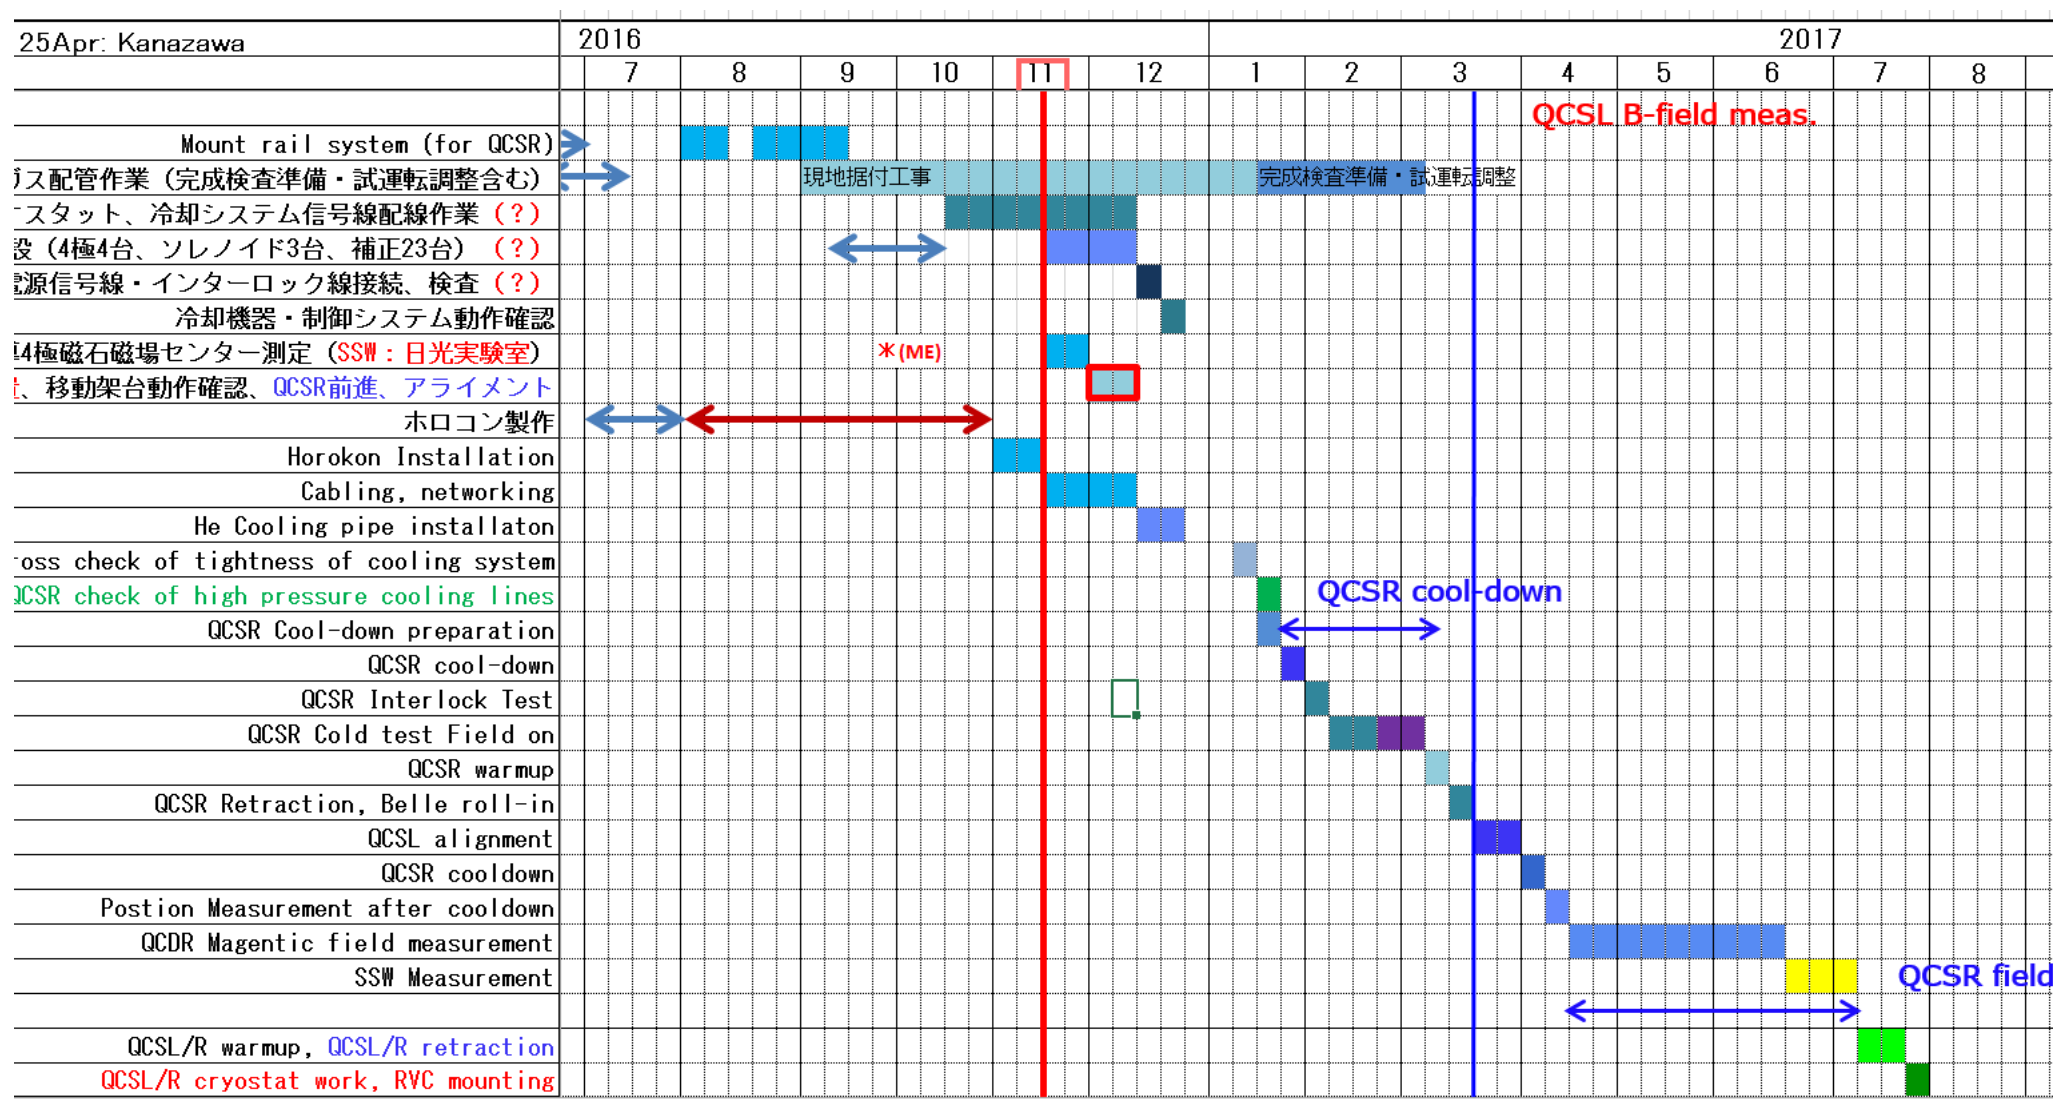 25Apr: Kanazawa
2016
2017
7 8 9 10 11 12 1 2 3 4 5 6 7 8
QCSL B-field meas.
Mount rail system (for QCSR)
ス配管作業（完成検査準備・試運転調整含む）
現地据付工事
完成検査準備・試運転調整
スタット、冷却システム信号線配線作業（？）
設（4極4台、ソレノイド3台、補正23台）（？）
源信号線・インターロック線接続、検査（？）
冷却機器・制御システム動作確認
4極磁石磁場センター測定（SSW：日光実験室）
＊(ME)
、移動架台動作確認、QCSR前進、アライメント
ホロコン製作
Horokon Installation
Cabling, networking
He Cooling pipe installaton
ross check of tightness of cooling system
QCSR check of high pressure cooling lines
QCSR cool-down
QCSR Cool-down preparation
QCSR cool-down
QCSR Interlock Test
QCSR Cold test Field on
QCSR warmup
QCSR Retraction, Belle roll-in
QCSL alignment
QCSR cooldown
Postion Measurement after cooldown
QCDR Magentic field measurement
SSW Measurement
QCSR field
QCSL/R warmup, QCSL/R retraction
QCSL/R cryostat work, RVC mounting